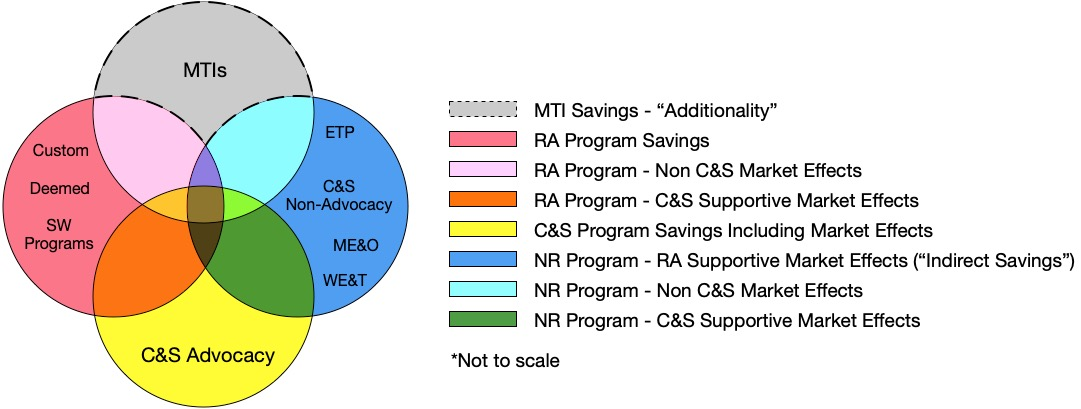 MTIs
Custom
Deemed
SW
Programs
ETP
C&S
Non-Advocacy
ME&O
WE&T
C&S Advocacy
MTI Savings - “Additionality”
RA Program Savings
RA Program - Non C&S Market Effects
RA Program - C&S Supportive Market Effects
C&S Program Savings Including Market Effects
NR Program - RA Supportive Market Effects (“Indirect Savings”)
NR Program - Non C&S Market Effects
NR Program - C&S Supportive Market Effects
*Not to scale